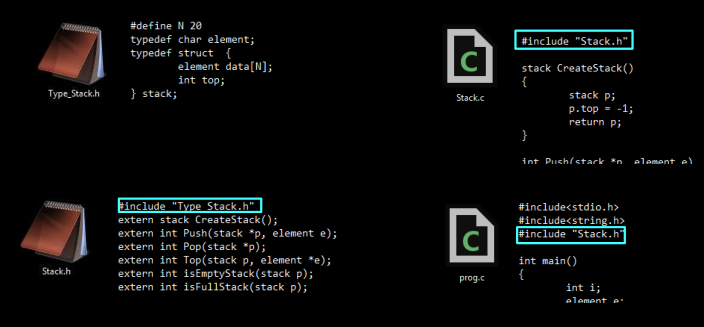 #define N 20
typedef char element;
typedef struct  {
        element data[N];
        int top;
} stack;
Type_Stack.h
#include "Stack.h"
stack CreateStack()
{
        stack p;
        p.top = -1;
        return p;
}
int Push(stack *p, element e)
Stack.c
C
#include "Type_Stack.h"
extern stack CreateStack();
extern int Push(stack *p, element e);
extern int Pop(stack *p);
extern int Top(stack p, element *e);
extern int isEmptyStack(stack p);
extern int isFullStack(stack p);
Stack.h
#include<stdio.h>
#include<string.h>
#include "Stack.h"
int main()
{
        int i;
        element e;
prog.c
C